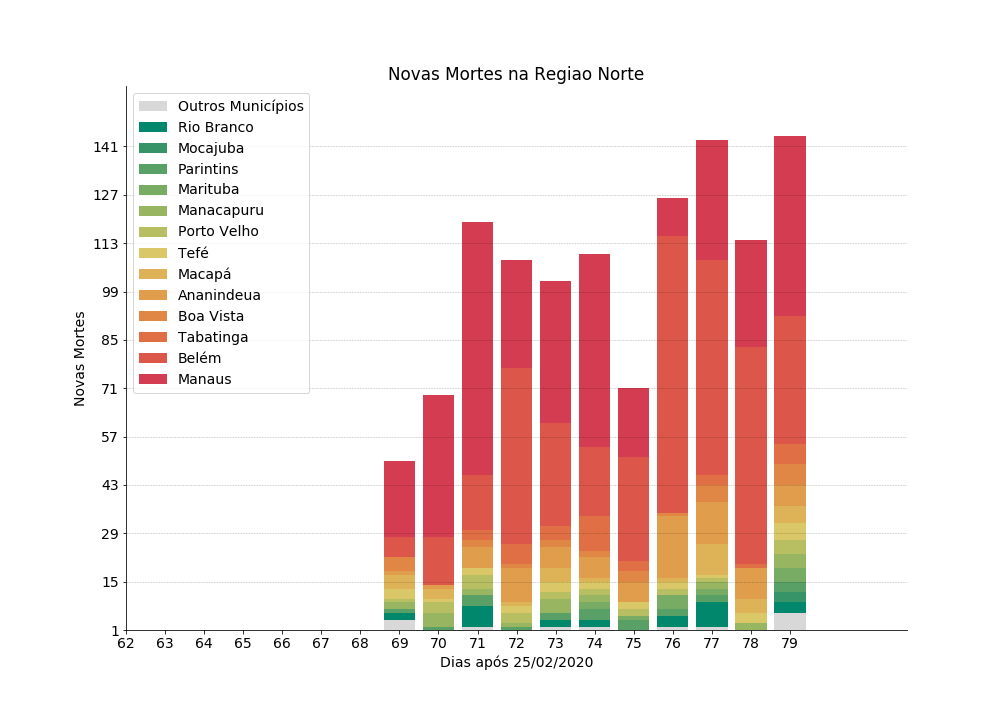 Novas Mortes na Regiao Norte
Outros Municípios
Rio Branco
Mocajuba
Parintins
Marituba
Manacapuru
Porto Velho
Tefé
Macapá
Ananindeua
Boa Vista
Tabatinga
Belém
Manaus
Novas Mortes
141
127
113
99
85
71
57
43
29
15
1
62 63 64 65 66 67 68 69 70 71 72 73 74 75 76 77 78 79
Dias após 25/02/2020